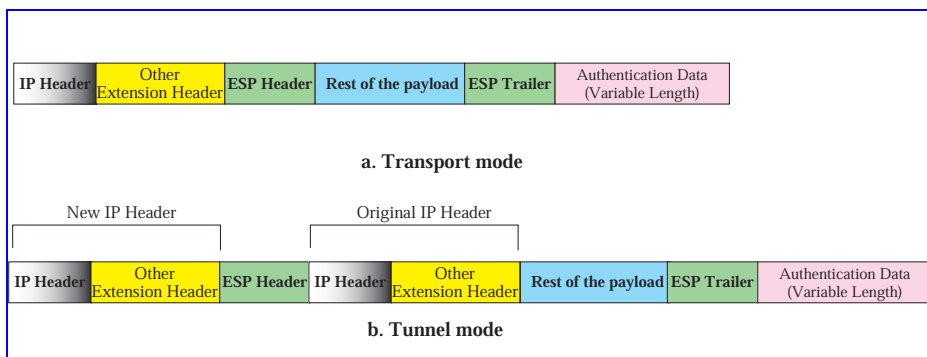 IP Header
Other
Extension Header
ESP Header
Rest of the payload
ESP Trailer
Authentication Data
(Variable Length)
a. Transport mode
New IP Header
Original IP Header
IP Header
Other
Extension Header
ESP Header
IP Header
Other
Extension Header
Rest of the payload
ESP Trailer
Authentication Data
(Variable Length)
b. Tunnel mode